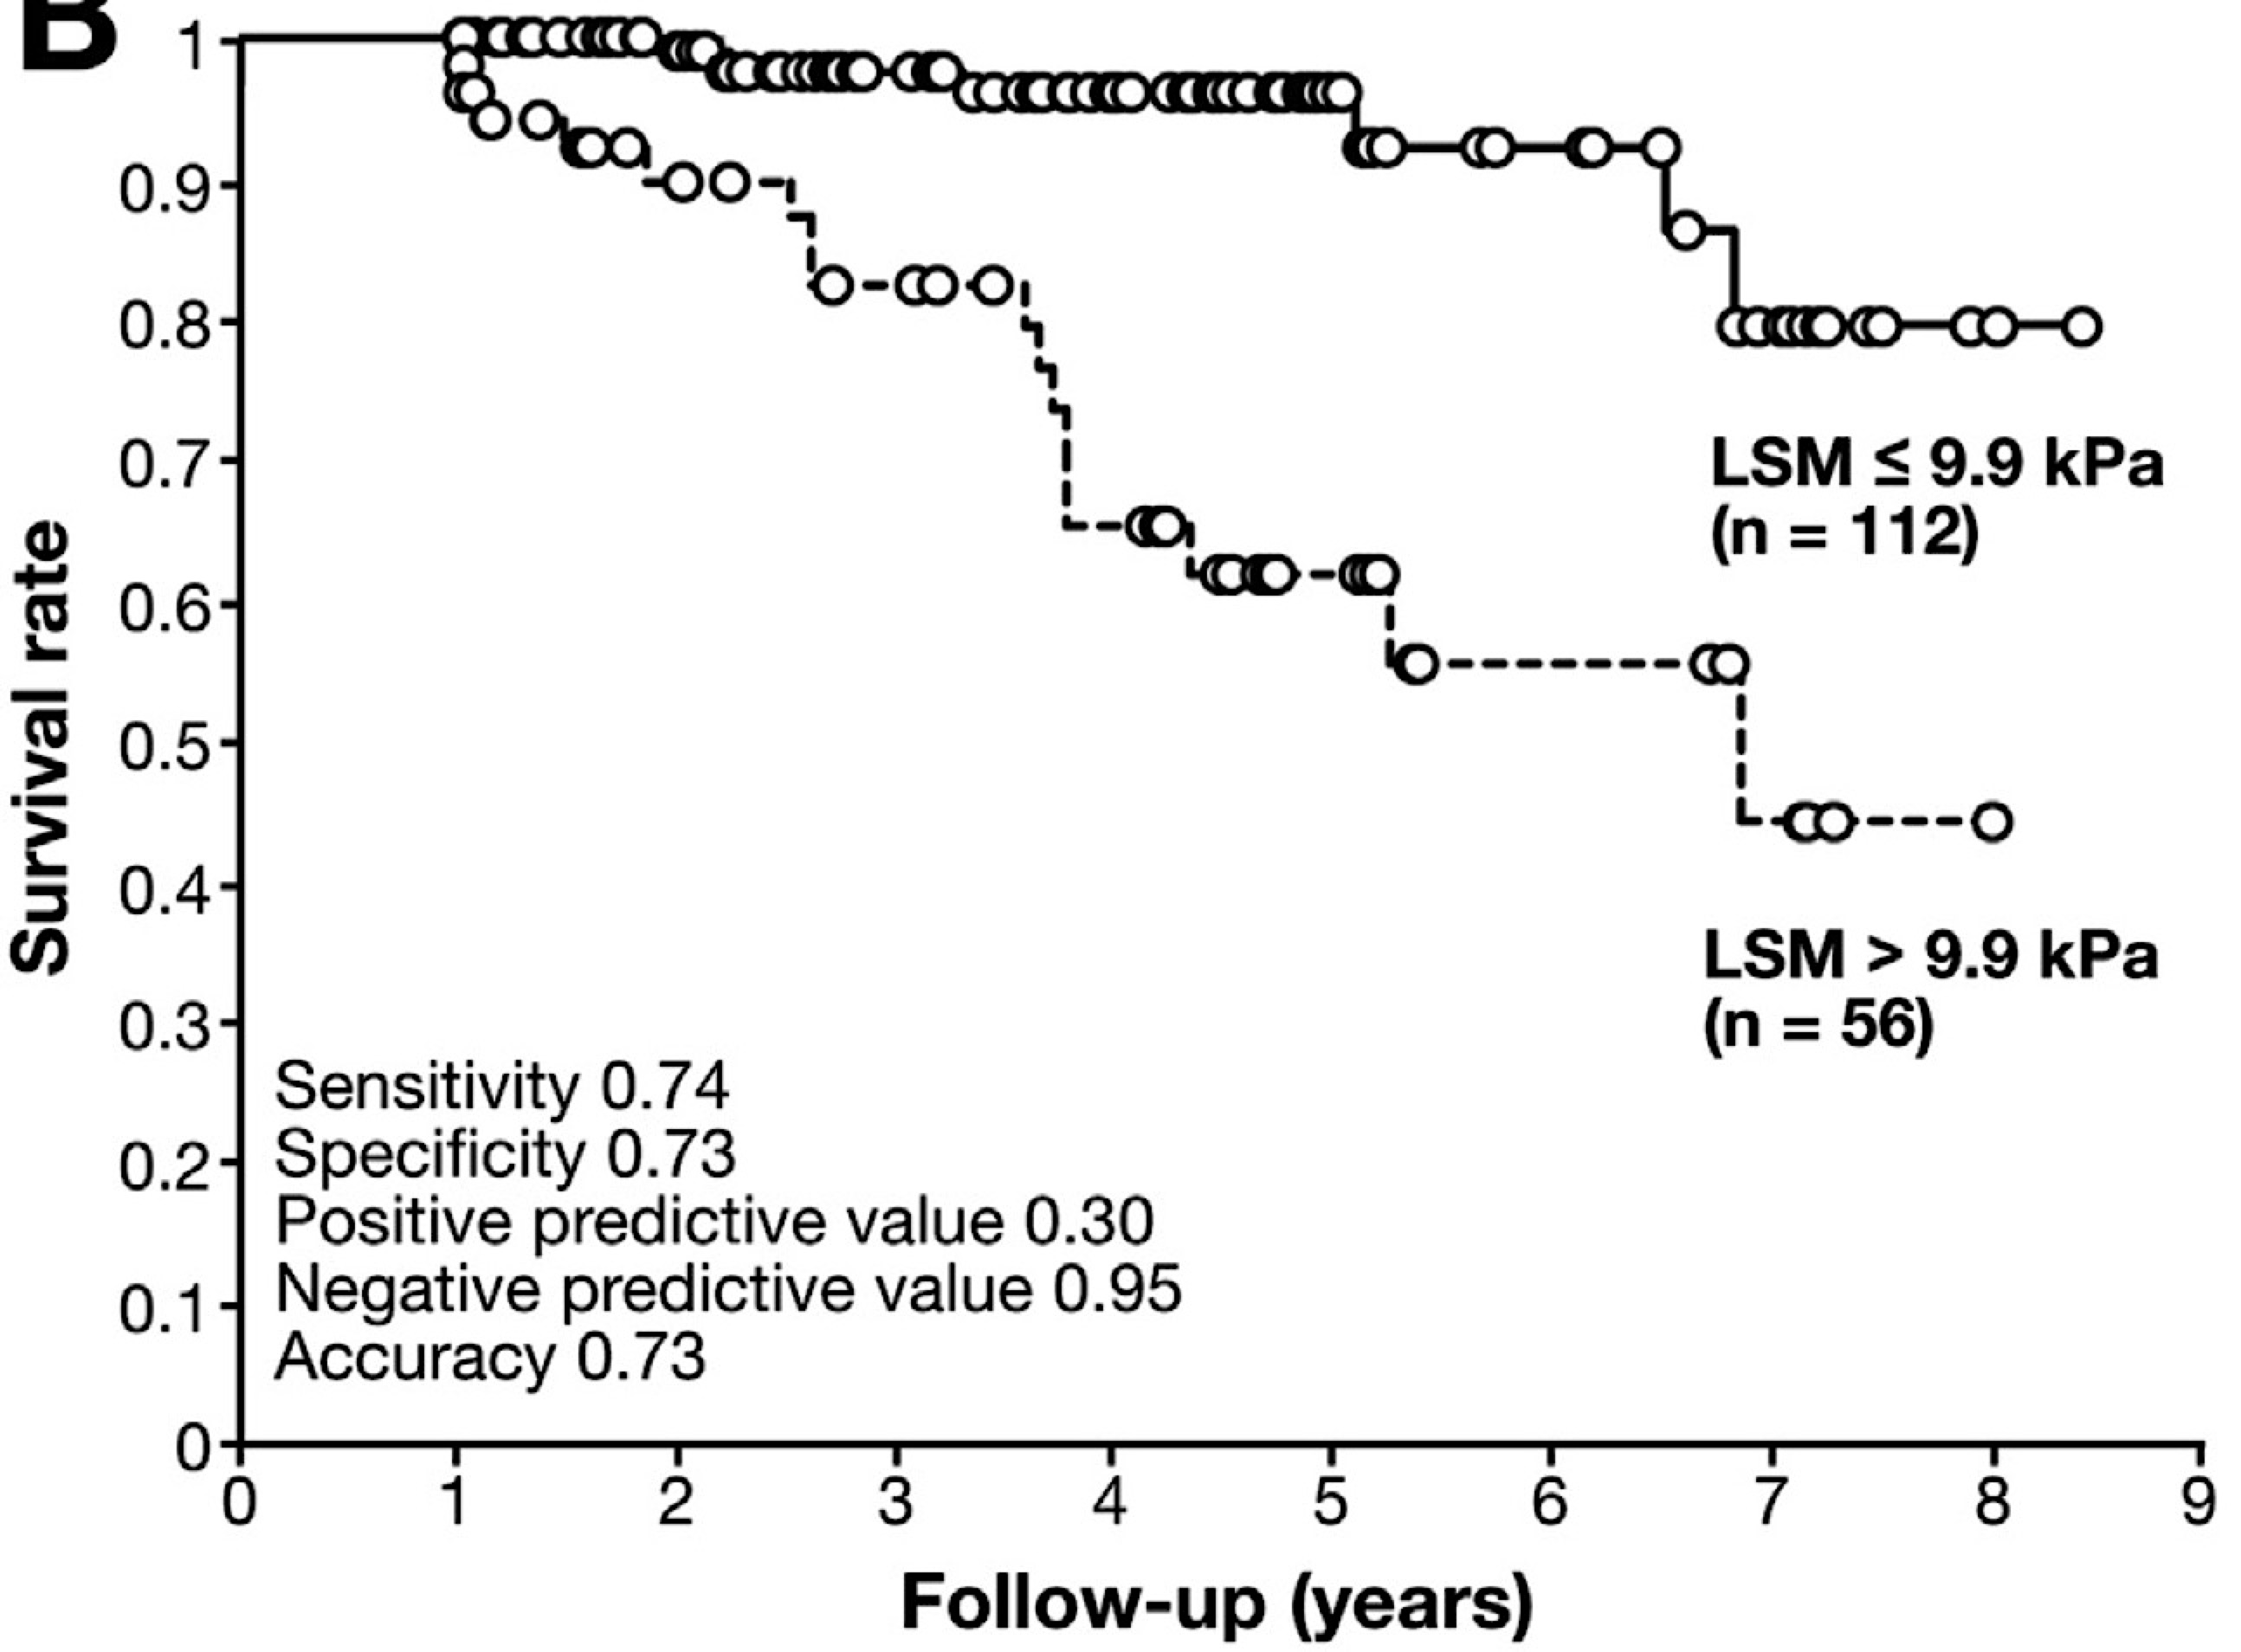 B
1
0.9
0.8
0.7
0.6
0.5
0.4
0.3
0.2
0.1
0
Survival rate
LSM ≤ 9.9 kPa
(n = 112)
LSM > 9.9 kPa
(n = 56)
Sensitivity 0.74
Specificity 0.73
Positive predictive value 0.30
Negative predictive value 0.95
Accuracy 0.73
0 1 2 3 4 5 6 7 8 9
Follow-up (years)